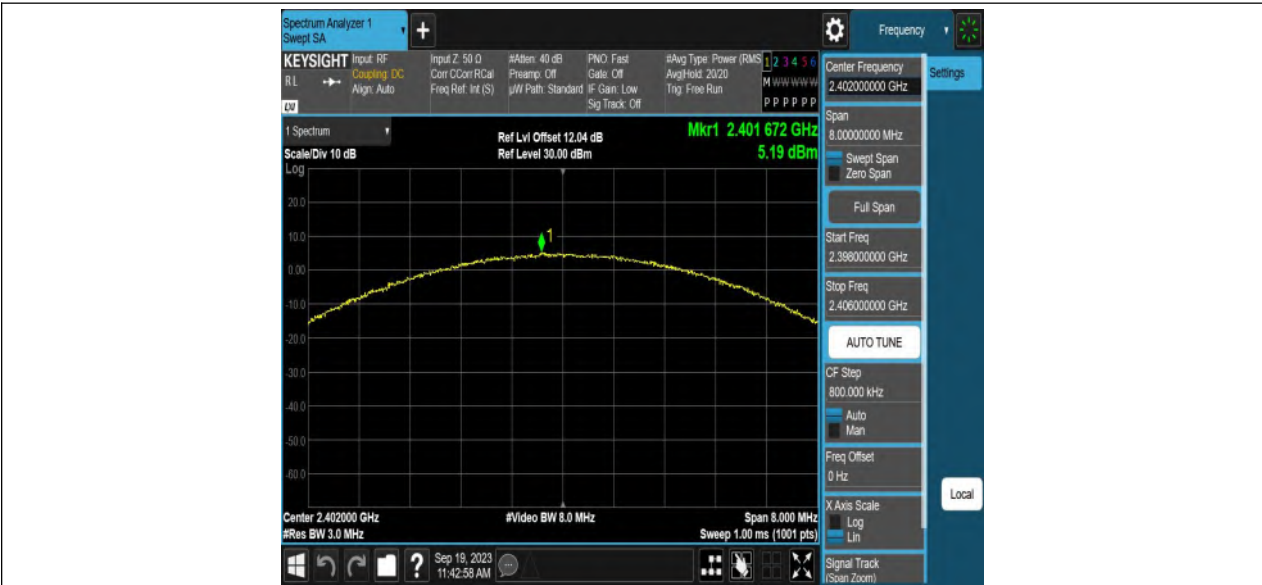 Spectrum Analyzer 1
Swept SA
+
Frequency
KEYSIGHT
RL
LXI
Input: RF
Coupling: DC
Align: Auto
Input Z: 50 Ω
Corr CCorr RCal
Freq Ref: Int (S)
#Atten: 40 dB
Preamp: Off
µW Path: Standard
PNO: Fast
Gate: Off
IF Gain: Low
Sig Track: Off
#Avg Type: Power (RMS
Avg|Hold: 20/20
Trig: Free Run
1 2 3 4 5 6
M W W W W W
P P P P P P
Center Frequency
2.402000000 GHz
Settings
Span
8.00000000 MHz
Swept Span
Zero Span
Full Span
Start Freq
2.398000000 GHz
Stop Freq
2.406000000 GHz
AUTO TUNE
CF Step
800.000 kHz
Auto
Man
Freq Offset
0 Hz
X Axis Scale
Log
Lin
Signal Track
(Span Zoom)
Local
1 Spectrum
Scale/Div 10 dB
Ref Lvl Offset 12.04 dB
Ref Level 30.00 dBm
Mkr1 2.401 672 GHz
5.19 dBm
Log
20.0
10.0
0.00
-10.0
-20.0
-30.0
-40.0
-50.0
-60.0
1
Center 2.402000 GHz
#Res BW 3.0 MHz
#Video BW 8.0 MHz
Span 8.000 MHz
Sweep 1.00 ms (1001 pts)
?
Sep 19, 2023
11:42:58 AM